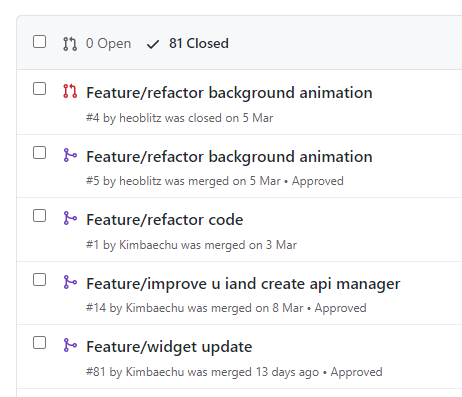 0 Open 81 Closed
Feature/refactor background animation
#4 by heoblitz was closed on 5 Mar
Feature/refactor background animation
#5 by heoblitz was merged on 5 Mar • Approved
Feature/refactor code
#1 by Kimbaechu was merged on 3 Mar
Feature/improve u iand create api manager
#14 by Kimbaechu was merged on 8 Mar • Approved
Feature/widget update
#81 by Kimbaechu was merged 13 days ago • Approved